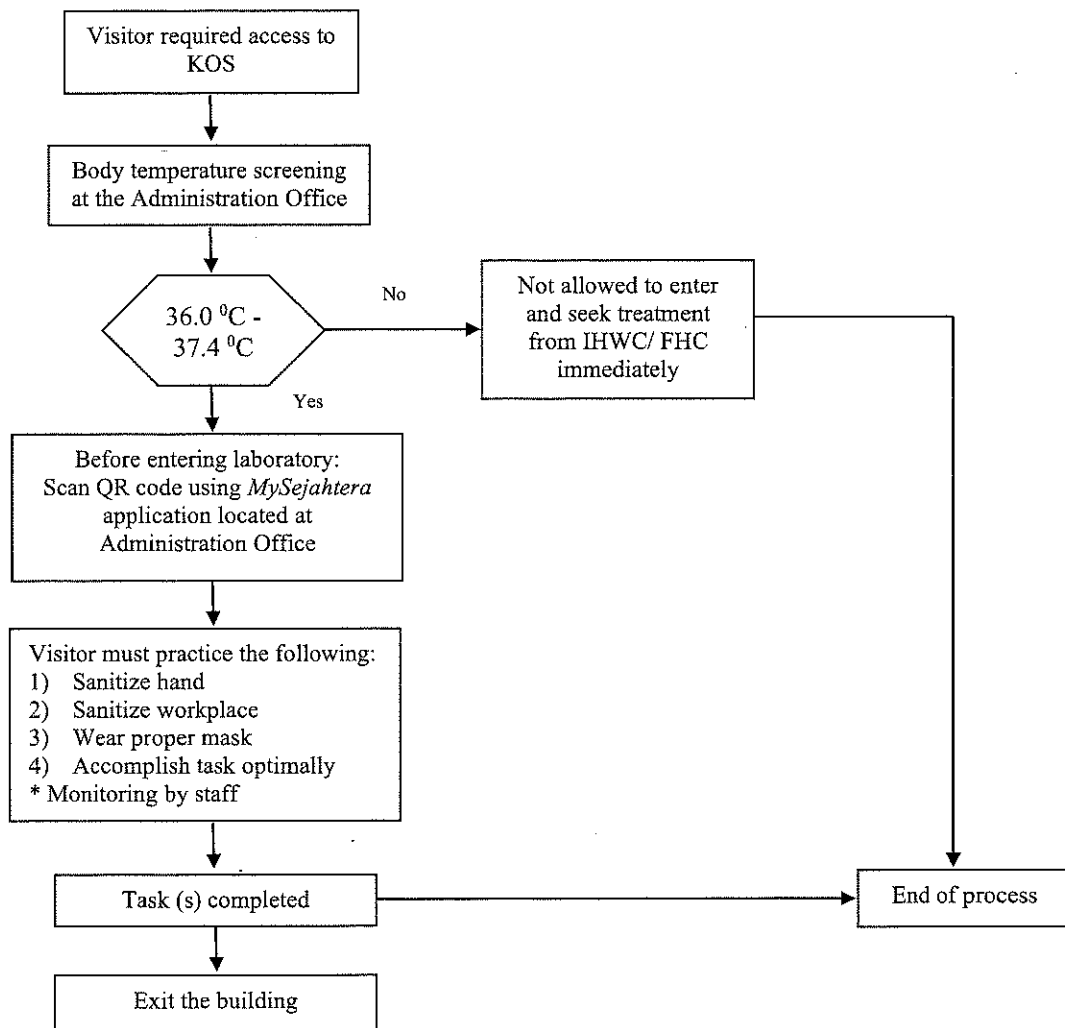 Visitor required access to
KOS
Body temperature screening
at the Administration Office
36.0 ⁰C -
37.4 ⁰C
No
Not allowed to enter
and seek treatment
from IHWC/ FHC
immediately
Yes
Before entering laboratory:
Scan QR code using MySejahtera
application located at
Administration Office
Visitor must practice the following:
1) Sanitize hand
2) Sanitize workplace
3) Wear proper mask
4) Accomplish task optimally
* Monitoring by staff
Task (s) completed
End of process
Exit the building